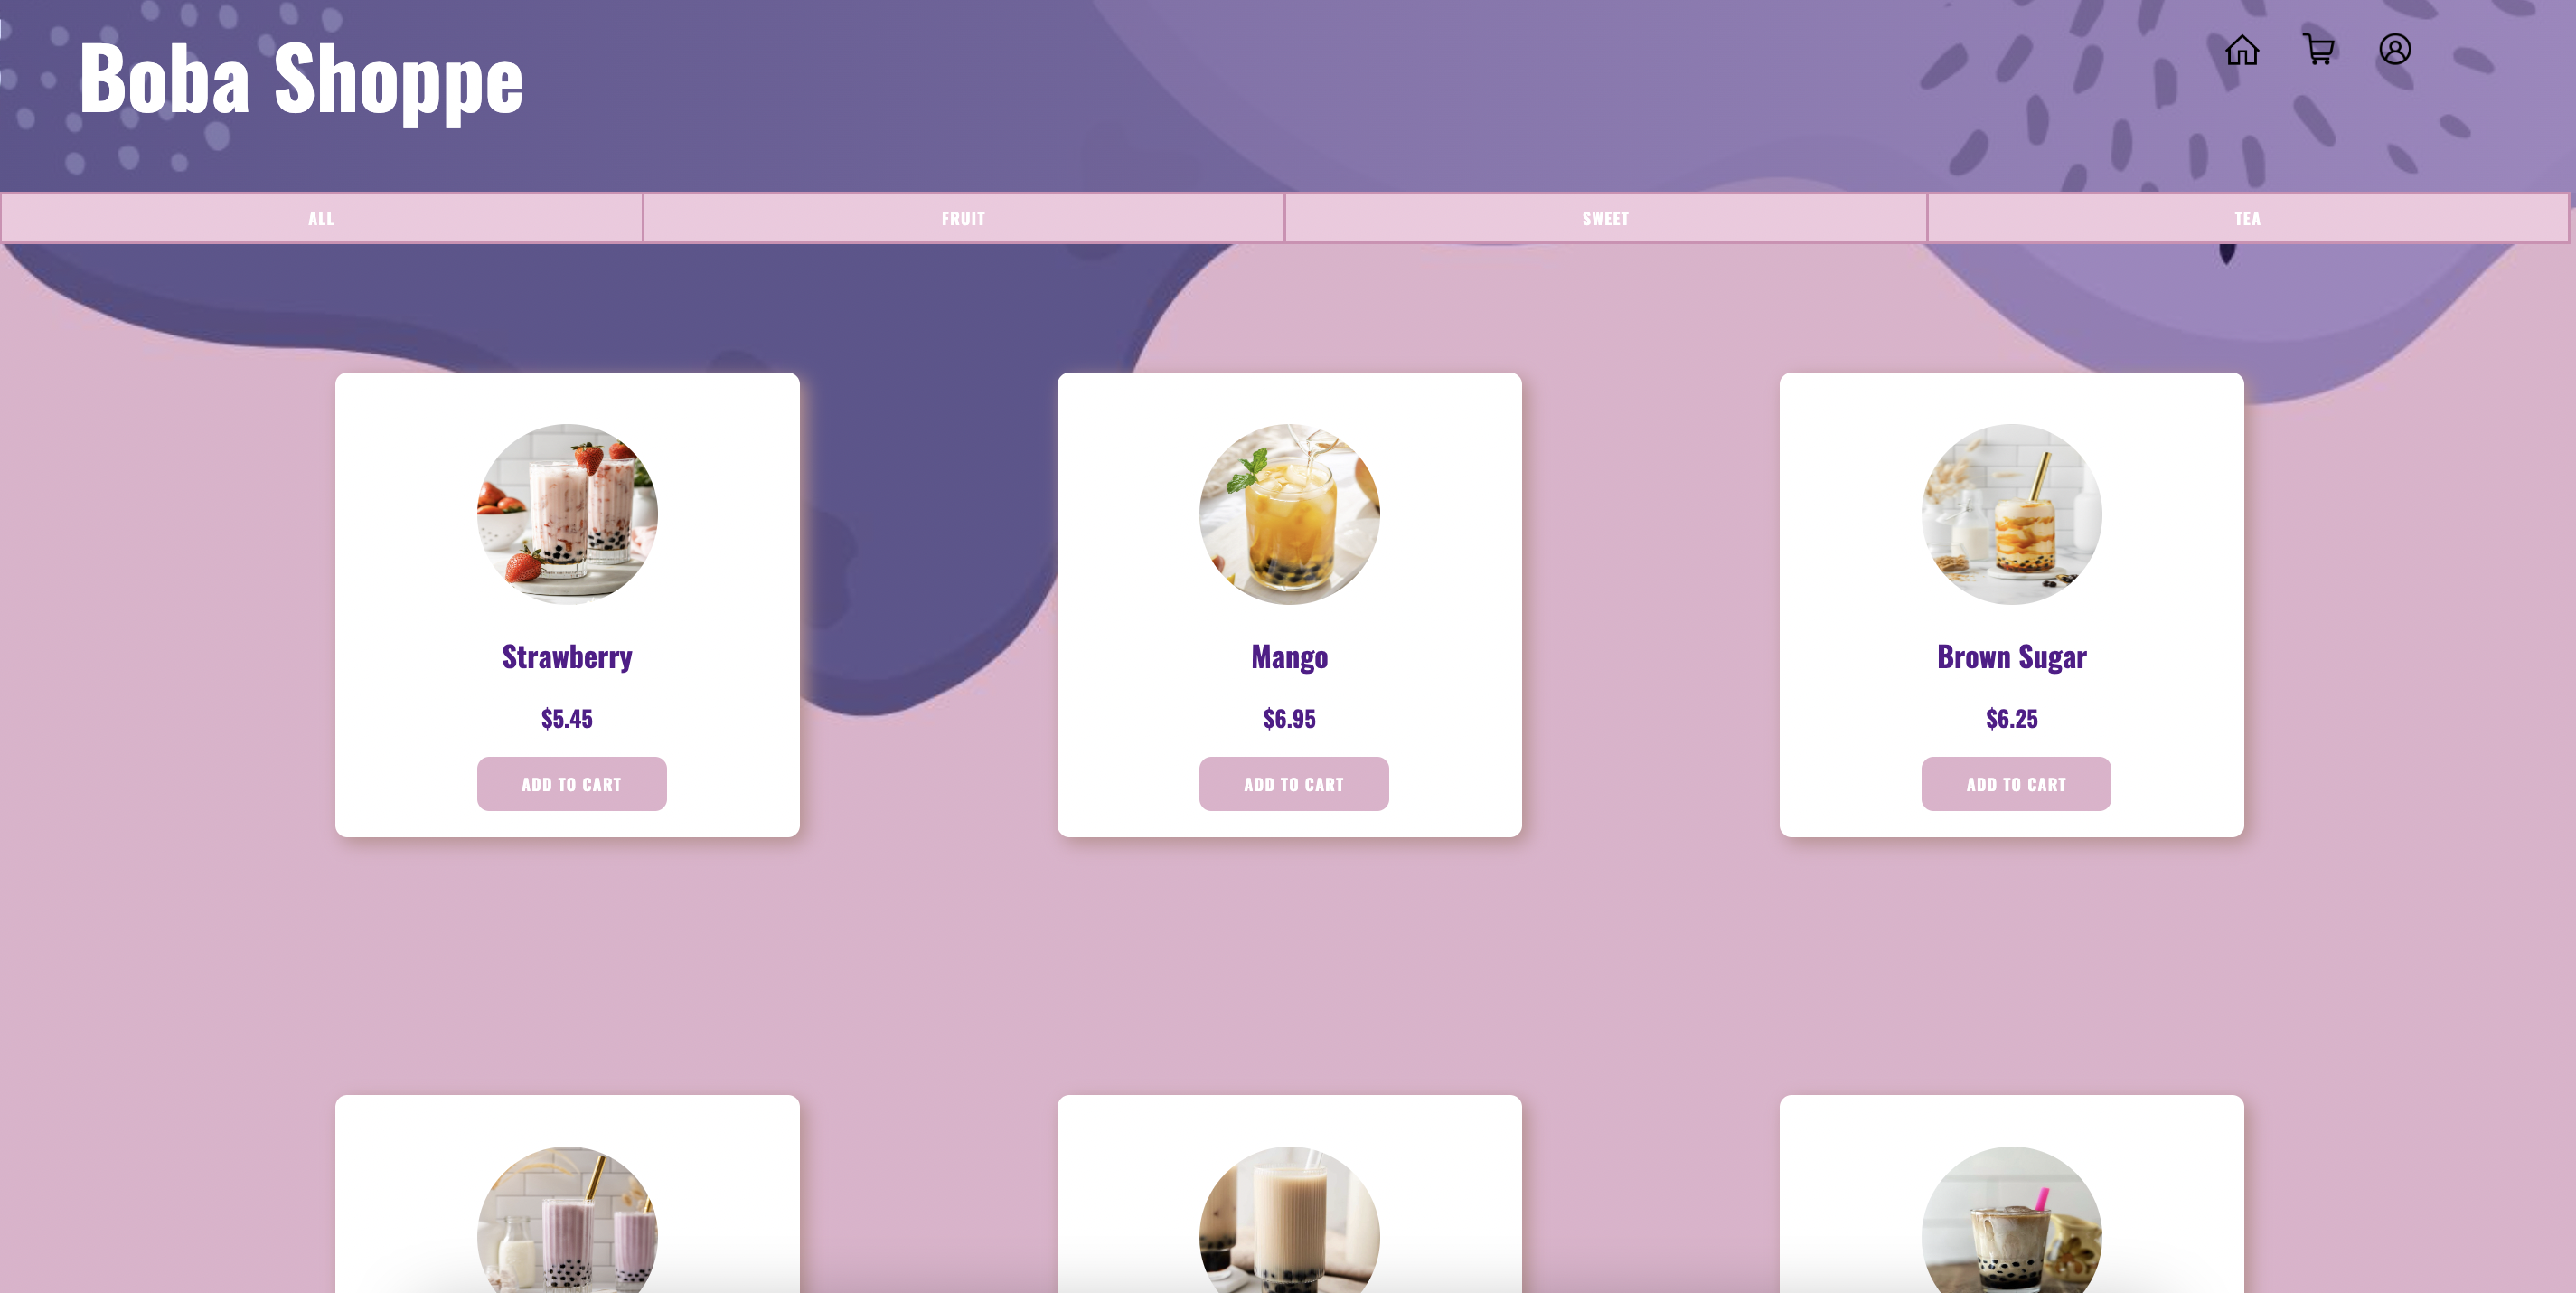 Boba Shoppe
ALL
FRUIT
SWEET
TEA
Strawberry
$5.45
ADD TO CART
Mango
$6.95
ADD TO CART
Brown Sugar
$6.25
ADD TO CART